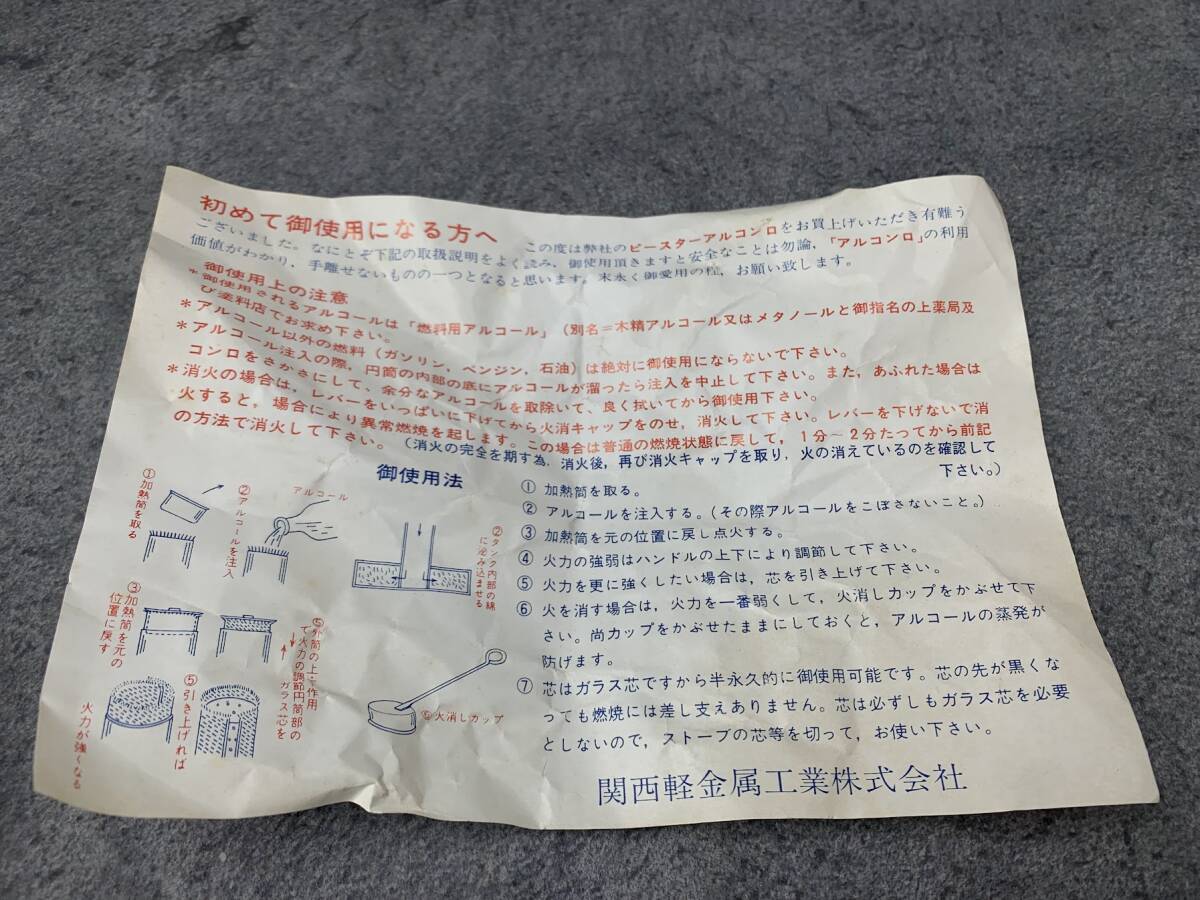 初めて御使用になる方へ
この度は弊社のピースターアルコンロをお買上げいただき有難う
ございました。なにとぞ下記の取扱説明をよく読み、御使用頂きますと安全なことは勿論,「アルコンロ」の利用
価値がわかり、手離せないものの一つとなると思います。末永く御愛用の程、お願い致します。
御使用上の注意
*御使用されるアルコールは「燃料用アルコール」(別名=木精アルコール又はメタノールと御指名の上薬局及
び塗料店でお求め下さい。
*アルコール以外の燃料(ガソリン, ベンジン, 石油)は絶対に御使用にならないで下さい。
*アルコール注入の際, 円筒の内部の底にアルコールが溜ったら注入を中止して下さい。また, あふれた場合は
コンロをさかさにして、余分なアルコールを取除いて、良く拭いてから御使用下さい。
*消火の場合は, レバーをいっぱいに下げてから火消キャップをのせ, 消火して下さい。レバーを下げないで消
火すると, 場合により異常燃焼を起します。この場合は普通の燃焼状態に戻して, 1分~2分たってから前記
の方法で消火して下さい。(消火の完全を期す為, 消火後, 再び消火キャップを取り, 火の消えているのを確認して
下さい。)
御使用法
①加熱筒を取る
②アルコールを注入
アルコール
②タンク内部の綿
に浸み込ませる
③加熱筒を元の
位置に戻す
⑤外筒の上下作用
て火力の調節円筒部の
ガラス芯を
⑤引き上げれば
火力が強くなる
⑥火消しカップ
① 加熱筒を取る。
② アルコールを注入する。(その際アルコールをこぼさないこと。)
③ 加熱筒を元の位置に戻し点火する。
④ 火力の強弱はハンドルの上下により調節して下さい。
⑤ 火力を更に強くしたい場合は, 芯を引き上げて下さい。
⑥ 火を消す場合は, 火力を一番弱くして, 火消しカップをかぶせて下
さい。尚カップをかぶせたままにしておくと, アルコールの蒸発が
防げます。
⑦ 芯はガラス芯ですから半永久的に御使用可能です。芯の先が黒くな
っても燃焼には差し支えありません。芯は必ずしもガラス芯を必要
としないので, ストーブの芯等を切って, お使い下さい。
関西軽金属工業株式会社